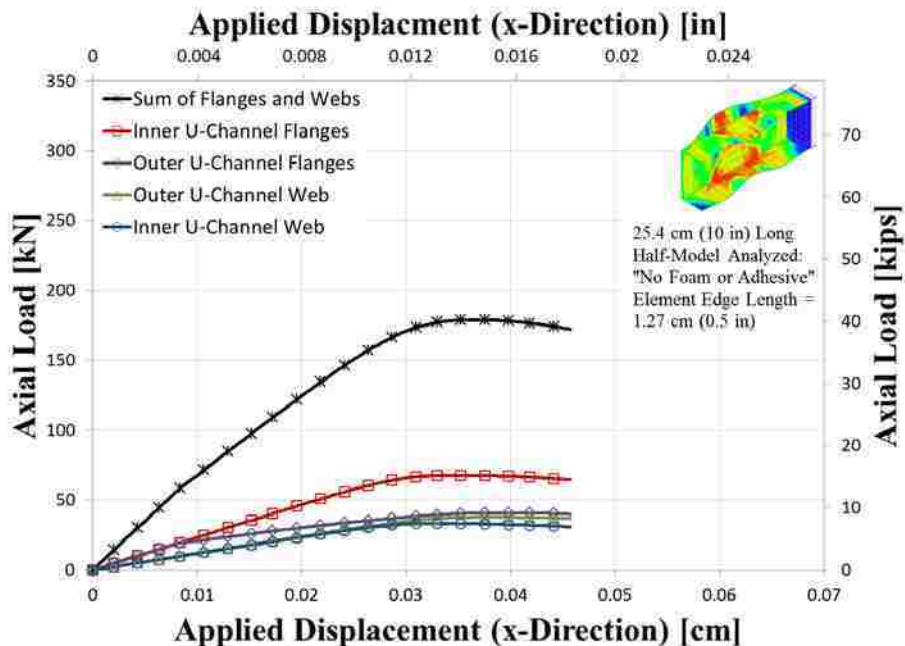 Applied Displacment (x-Direction) [in]
0 0.004 0.008 0.012 0.016 0.02 0.024
350
300
250
200
150
100
50
0
Axial Load [kN]
Sum of Flanges and Webs
Inner U-Channel Flanges
Outer U-Channel Flanges
Outer U-Channel Web
Inner U-Channel Web
25.4 cm (10 in) Long
Half-Model Analyzed:
"No Foam or Adhesive"
Element Edge Length =
1.27 cm (0.5 in)
70
60
50
40
30
20
10
0
Axial Load [kips]
0 0.01 0.02 0.03 0.04 0.05 0.06 0.07
Applied Displacement (x-Direction) [cm]